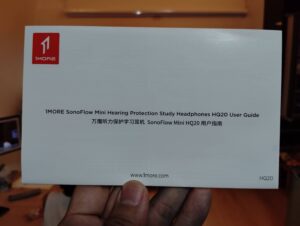 1MORE
1MORE SonoFlow Mini Hearing Protection Study Headphones HQ20 User Guide
万魔听力保护学习耳机 SonoFlow Mini HQ20 用户指南
www.1more.com
HQ20